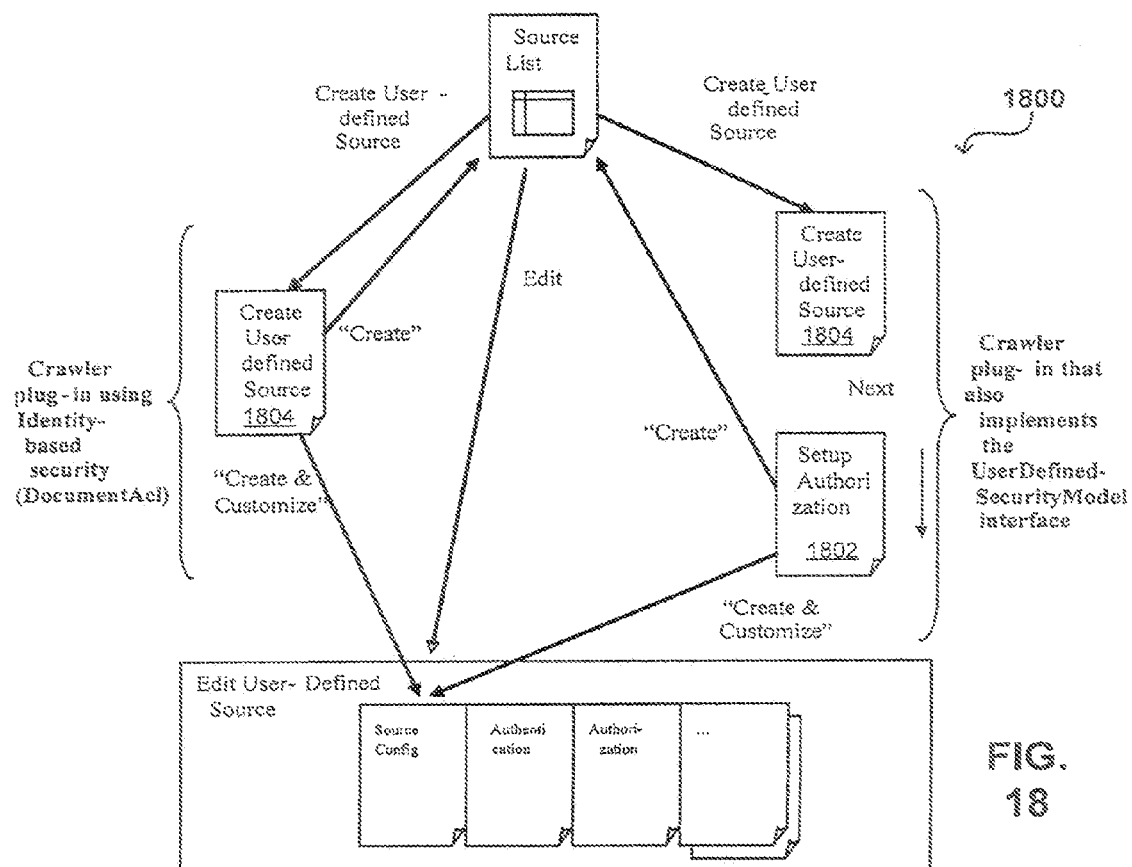 Source
List
Create User -
defined
Source
Create User
defined
Source
1800
Create
User-
defined
Source
1804
Edit
Create
User
defined
Source
1804
"Create"
Crawler
plug-in using
Identity-
based
security
(DocumentAcl)
Crawler
plug- in that
also
implements
the
UserDefined-
SecurityModel
interface
Next
"Create"
Setup
Authori
zation
1802
"Create &
Customize"
"Create &
Customize"
Edit User- Defined
Source
Source
Config
Authenti
cation
Authori-
zation
...
FIG.
18